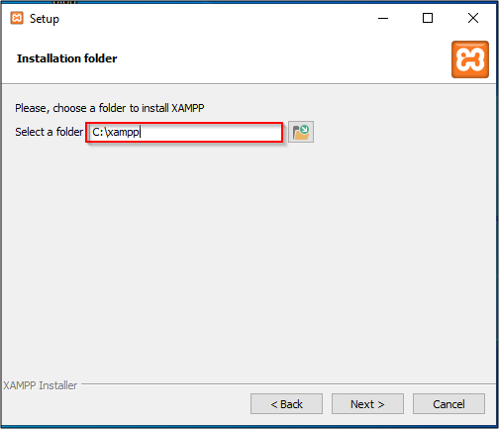 Setup
Installation folder
Please, choose a folder to install XAMPP
Select a folder C:\xampp
XAMPP Installer
< Back Next > Cancel